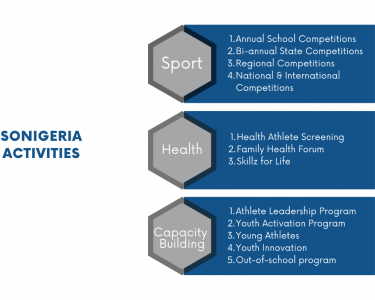 SONIGERIA
ACTIVITIES
Sport
1.Annual School Competitions
2.Bi-annual State Competitions
3.Regional Competitions
4.National & International
Competitions
Health
1.Health Athlete Screening
2.Family Health Forum
3.Skillz for Life
Capacity
Building
1.Athlete Leadership Program
2.Youth Activation Program
3.Young Athletes
4.Youth Innovation
5.Out-of-school program